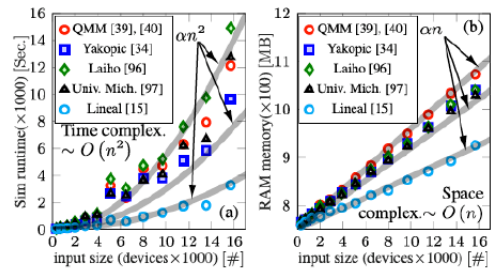 16
14
12
10
8
6
4
2
0
Sim runtime(×1000) [Sec.]
QMM [39], [40]
Yakopic [34]
Laiho [96]
Univ. Mich. [97]
Lineal [15]
αn²
Time complex.
~ O (n²)
(a)
0 2 4 6 8 10 12 14 16
input size (devices×1000) [#]
11
10
9
8
RAM memory(×100) [MB]
QMM [39], [40]
Yakopic [34]
Laiho [96]
Univ. Mich. [97]
Lineal [15]
(b)
αn
Space
complex.~ O (n)
0 2 4 6 8 10 12 14 16
input size (devices×1000) [#]